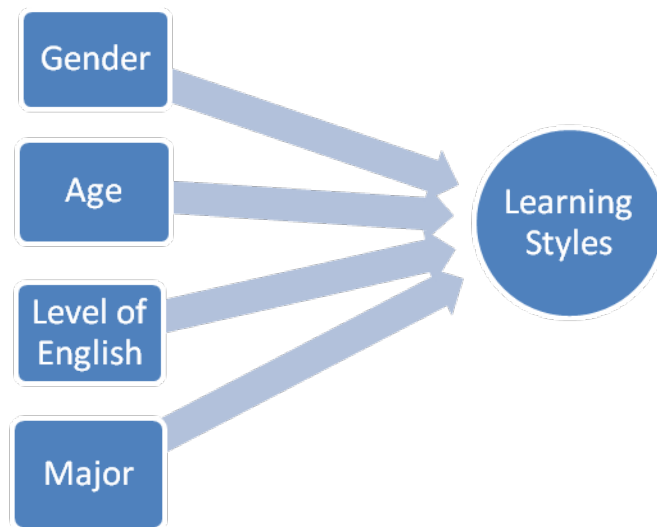 Gender
Age
Level of
English
Major
Learning
Styles